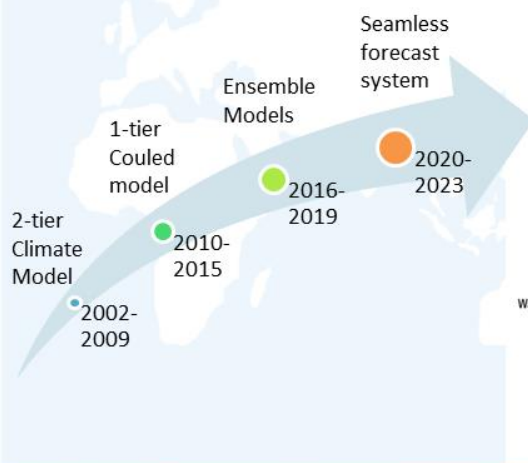 2-tier
Climate
Model
2002-
2009
1-tier
Couled
model
2010-
2015
Ensemble
Models
2016-
2019
Seamless
forecast
system
2020-
2023
W